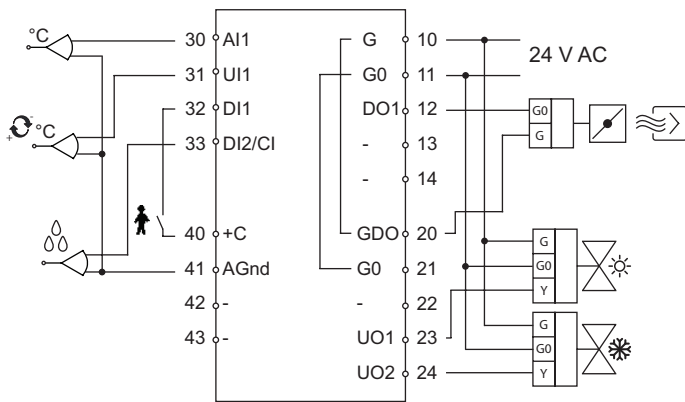 °C 30 AI1 G 10 24 V AC
31 UI1 G0 11
32 DI1 DO1 12 G0
- + °C 33 DI2/CI - 13 G
- 14
40 +C GDO 20 G
41 AGnd G0 21 G0
42 - - 22 Y
43 - UO1 23 G
G0
UO2 24 Y